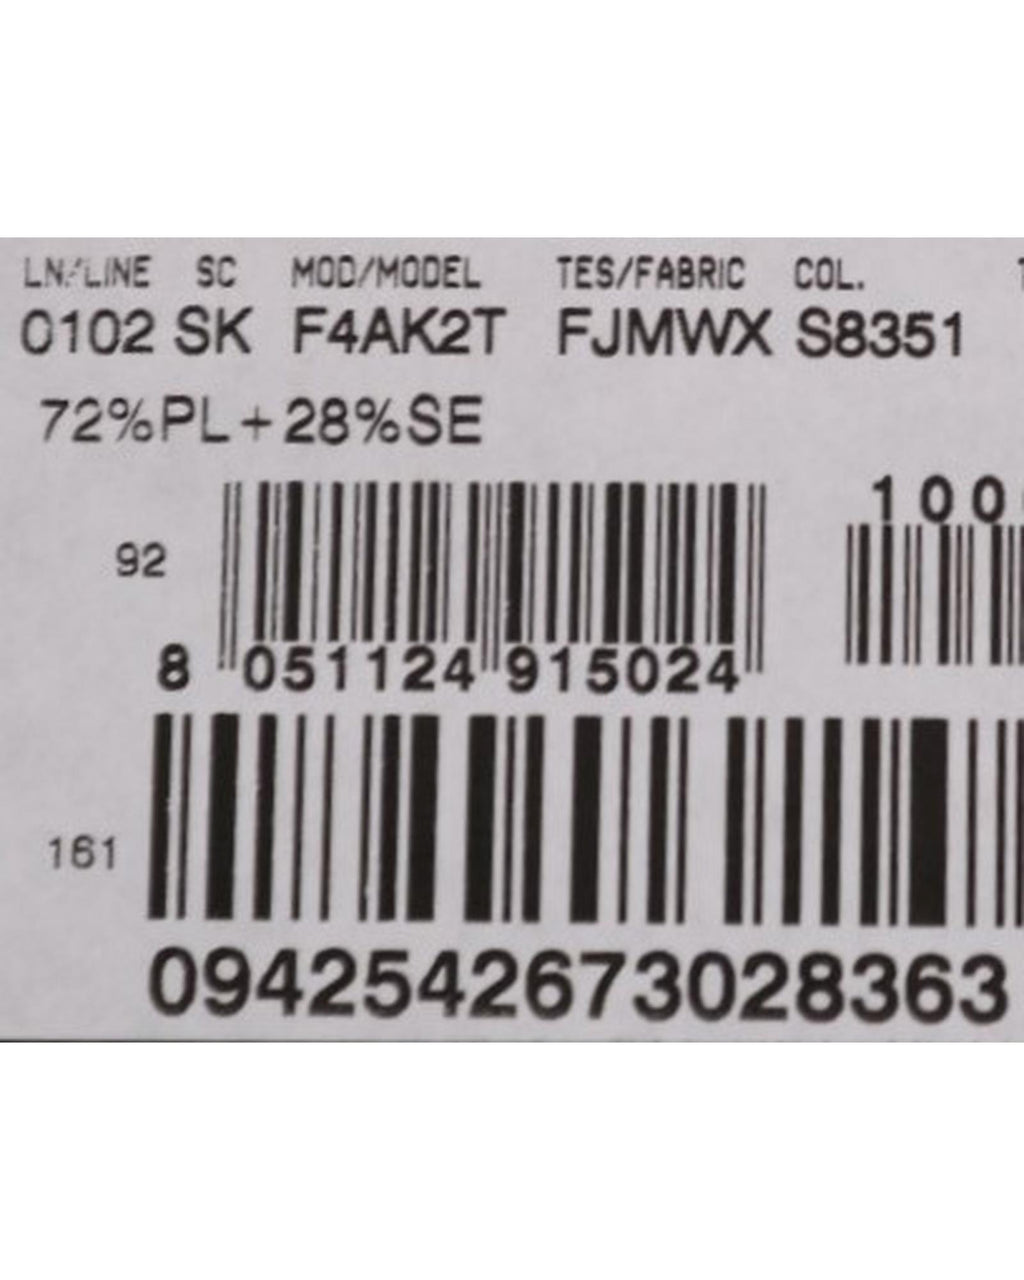 LN/LINE SC MOD/MODEL TES/FABRIC COL.
0102 SK F4AK2T FJMWX S8351
72%PL+28%SE
100
92
8 051124 915024
161
0942542673028363